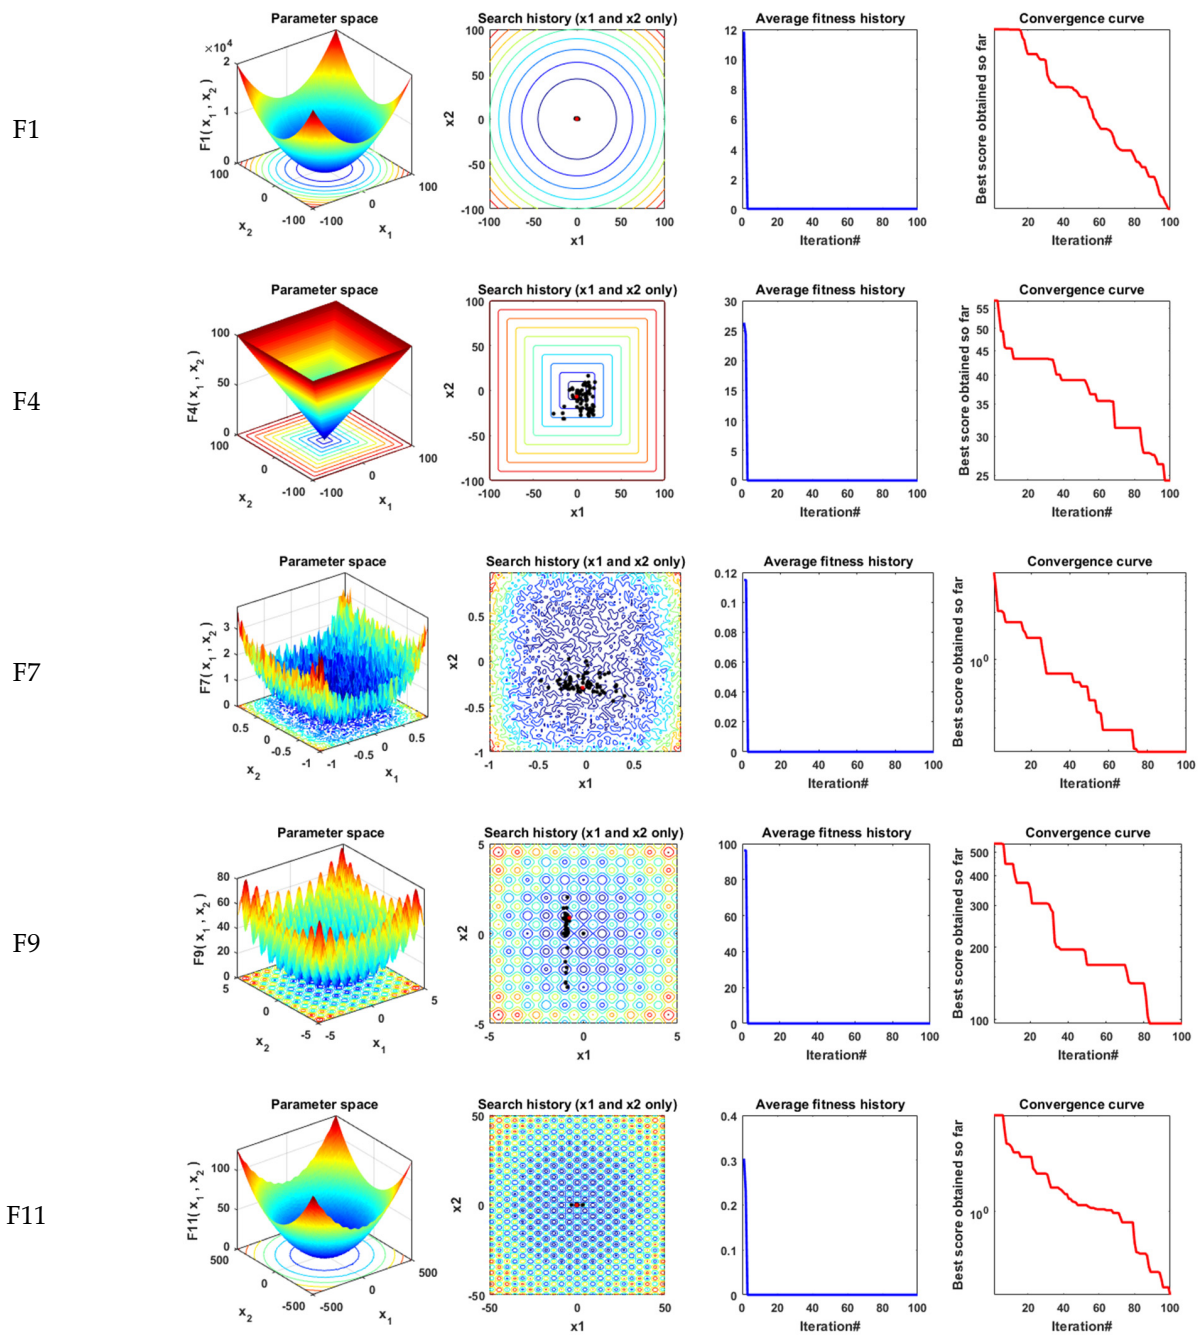 Parameter space
Search history (x1 and x2 only)
Average fitness history
Convergence curve
F1
×10⁴
2
1
0
F1( x₁ , x₂ )
100
0
-100
x₂
-100
0
100
x₁
100
50
0
-50
-100
x2
-100 -50 0 50 100
x1
12
10
8
6
4
2
0
0 20 40 60 80 100
Iteration#
Best score obtained so far
20 40 60 80 100
Iteration#
Parameter space
Search history (x1 and x2 only)
Average fitness history
Convergence curve
F4
100
50
0
F4( x₁ , x₂ )
100
0
-100
x₂
-100
0
100
x₁
100
50
0
-50
-100
x2
-100 -50 0 50 100
x1
30
25
20
15
10
5
0
0 20 40 60 80 100
Iteration#
Best score obtained so far
55
50
45
40
35
30
25
20 40 60 80 100
Iteration#
Parameter space
Search history (x1 and x2 only)
Average fitness history
Convergence curve
F7
3
2
1
0
F7( x₁ , x₂ )
0.5
0
-0.5
-1
x₂
-1
-0.5
0
0.5
x₁
0.5
0
-0.5
-1
x2
-1 -0.5 0 0.5
x1
0.12
0.1
0.08
0.06
0.04
0.02
0
0 20 40 60 80 100
Iteration#
Best score obtained so far
10⁰
20 40 60 80 100
Iteration#
Parameter space
Search history (x1 and x2 only)
Average fitness history
Convergence curve
F9
80
60
40
20
0
F9( x₁ , x₂ )
5
0
-5
x₂
-5
0
5
x₁
5
0
-5
x2
-5 0 5
x1
100
80
60
40
20
0
0 20 40 60 80 100
Iteration#
Best score obtained so far
500
400
300
200
100
20 40 60 80 100
Iteration#
Parameter space
Search history (x1 and x2 only)
Average fitness history
Convergence curve
F11
100
50
0
F11( x₁ , x₂ )
500
0
-500
x₂
-500
0
500
x₁
50
0
-50
x2
-50 0 50
x1
0.4
0.3
0.2
0.1
0
0 20 40 60 80 100
Iteration#
Best score obtained so far
10⁰
20 40 60 80 100
Iteration#